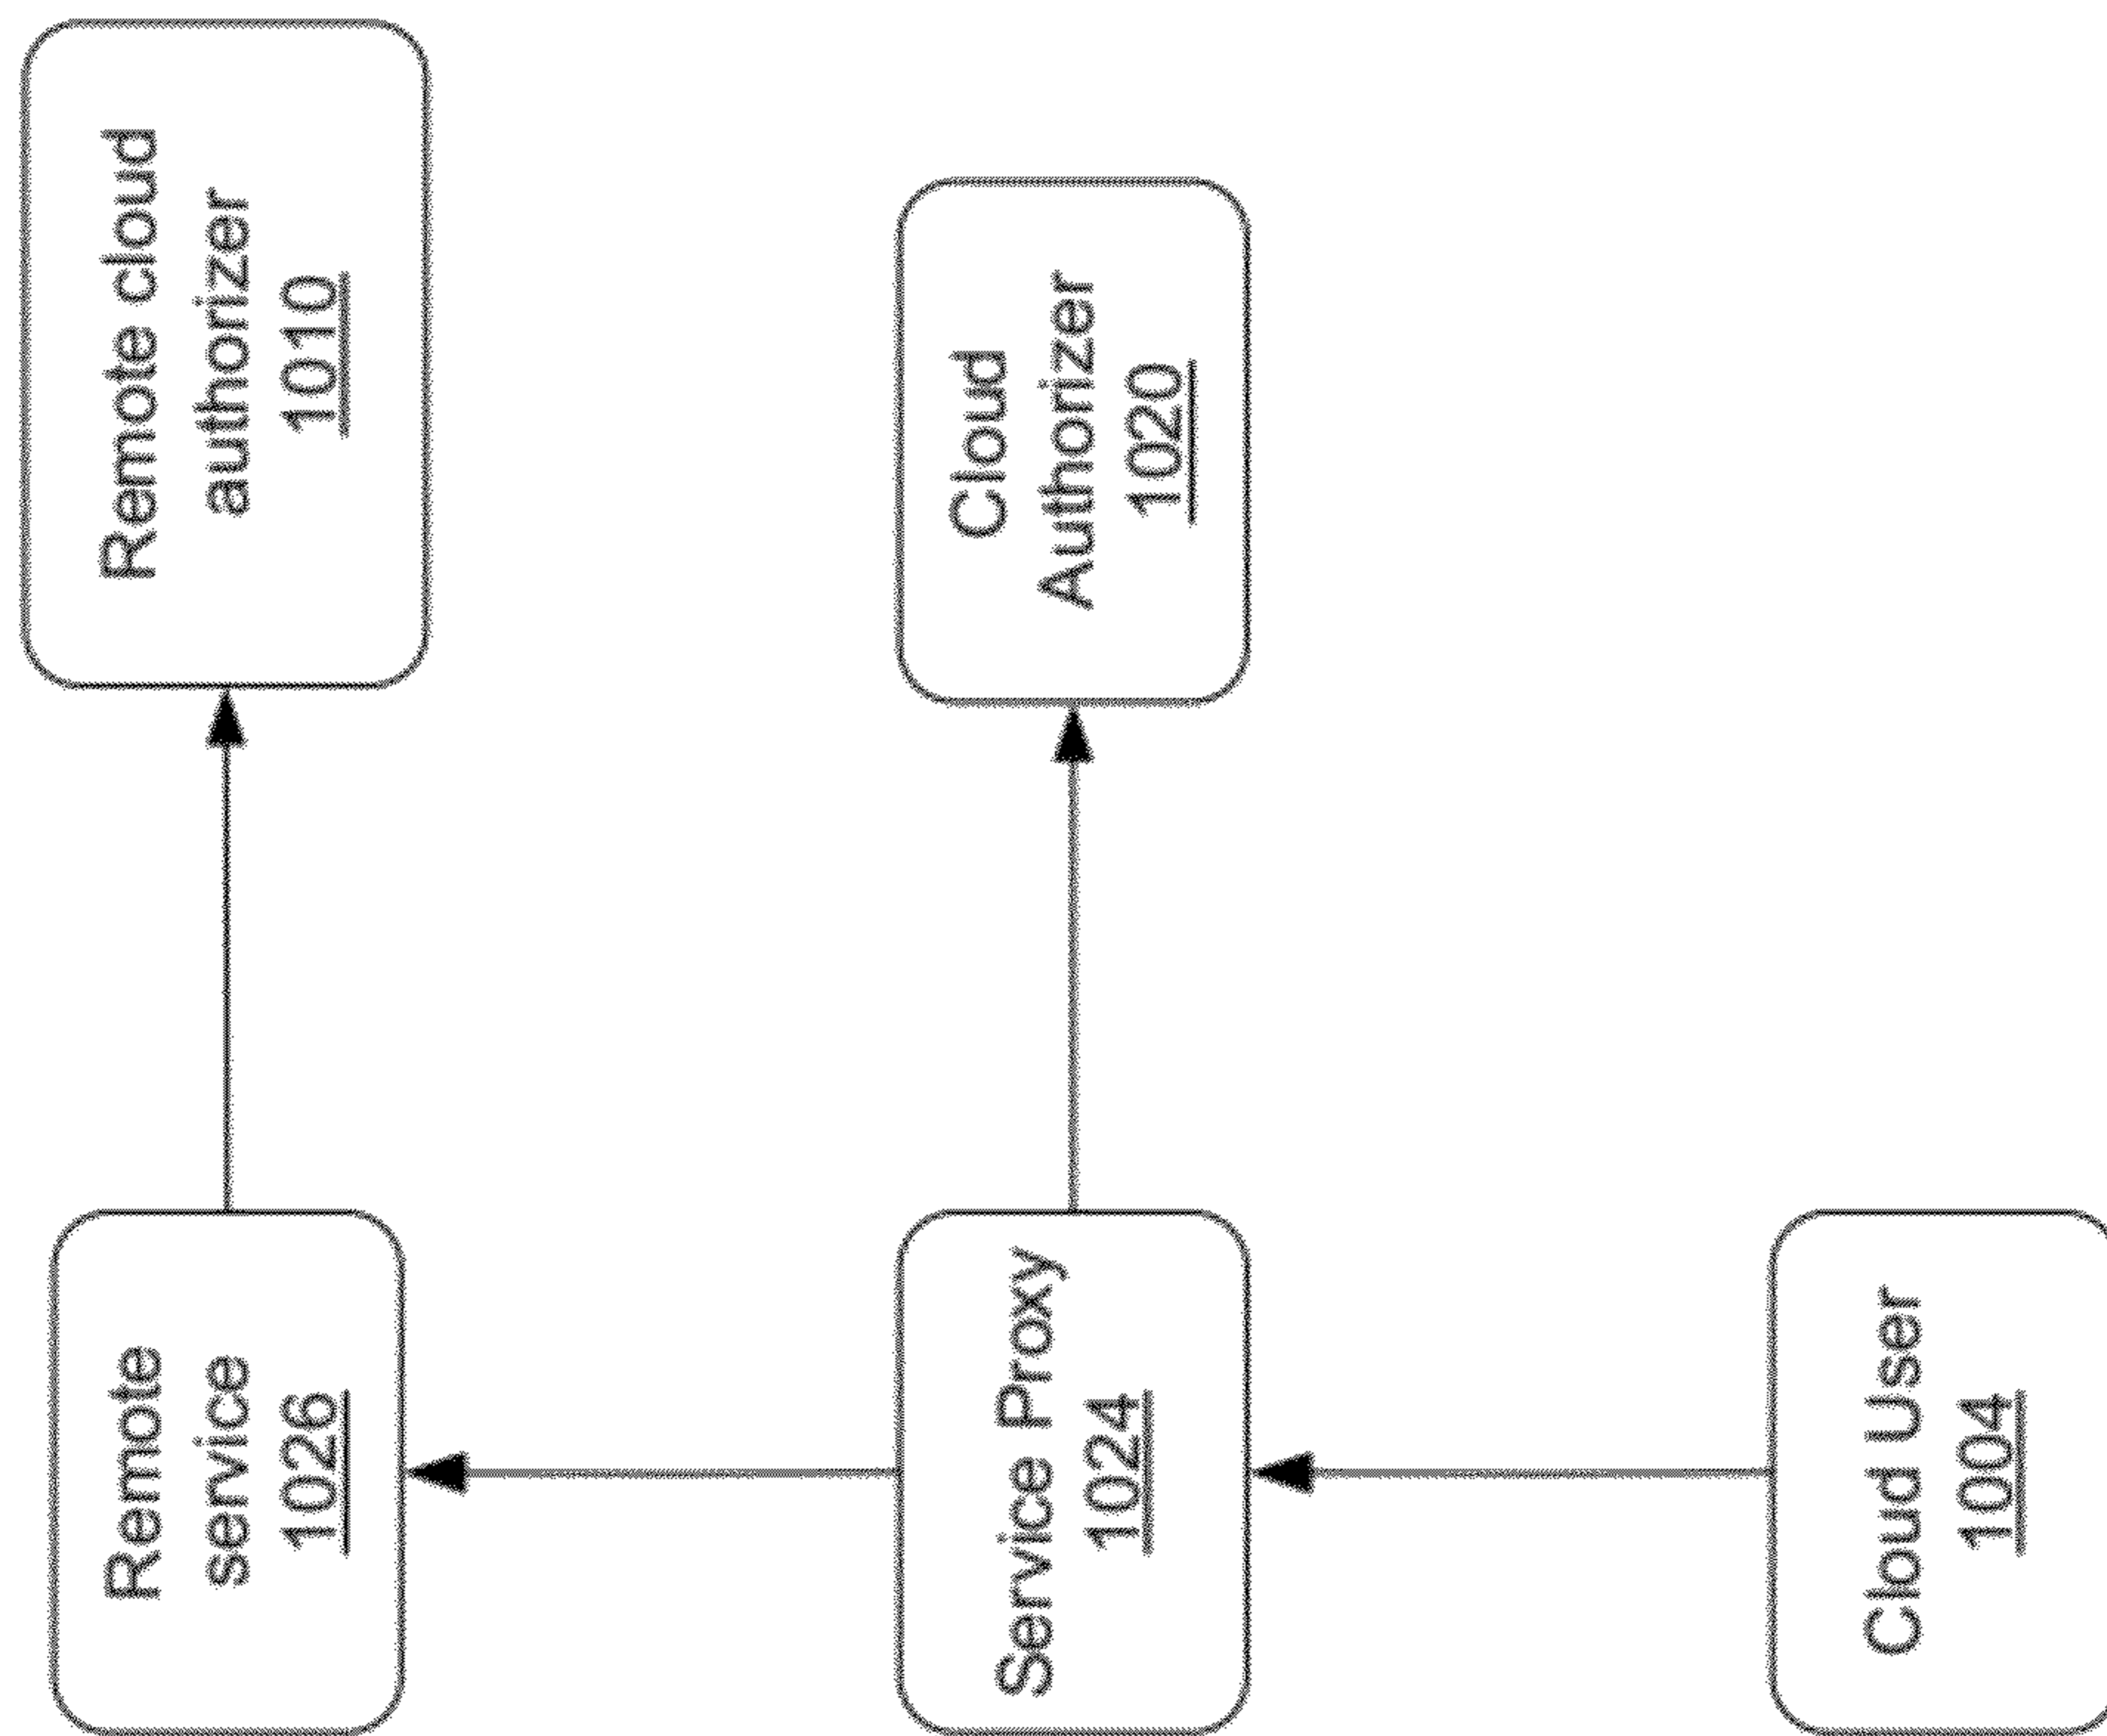 Remote cloud
authorizer
1010
Remote
service
1026
Cloud
Authorizer
1020
Service Proxy
1024
Cloud User
1004